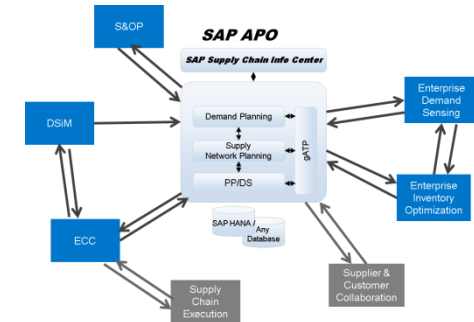 S&OP
SAP APO
SAP Supply Chain Info Center
Enterprise
Demand
Sensing
Demand Planning
DSiM
Supply
Network Planning
gATP
PP/DS
Enterprise
Inventory
Optimization
ECC
SAP HANA /
Any
Database
Supply
Chain
Execution
Supplier &
Customer
Collaboration